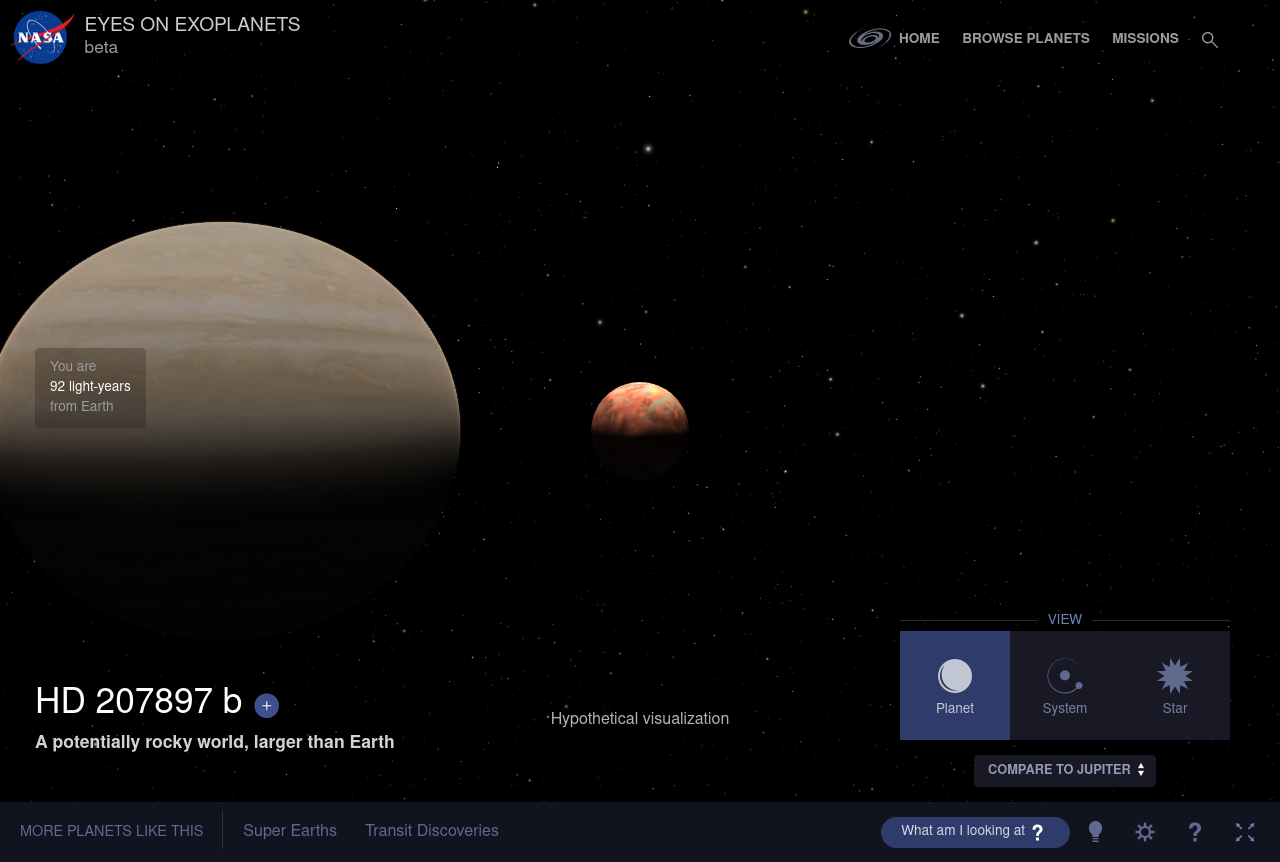 NASA
EYES ON EXOPLANETS
beta
HOME
BROWSE PLANETS
MISSIONS
You are
92 light-years
from Earth
HD 207897 b +
A potentially rocky world, larger than Earth
Hypothetical visualization
VIEW
Planet
System
Star
COMPARE TO JUPITER
MORE PLANETS LIKE THIS
Super Earths
Transit Discoveries
What am I looking at ?
?